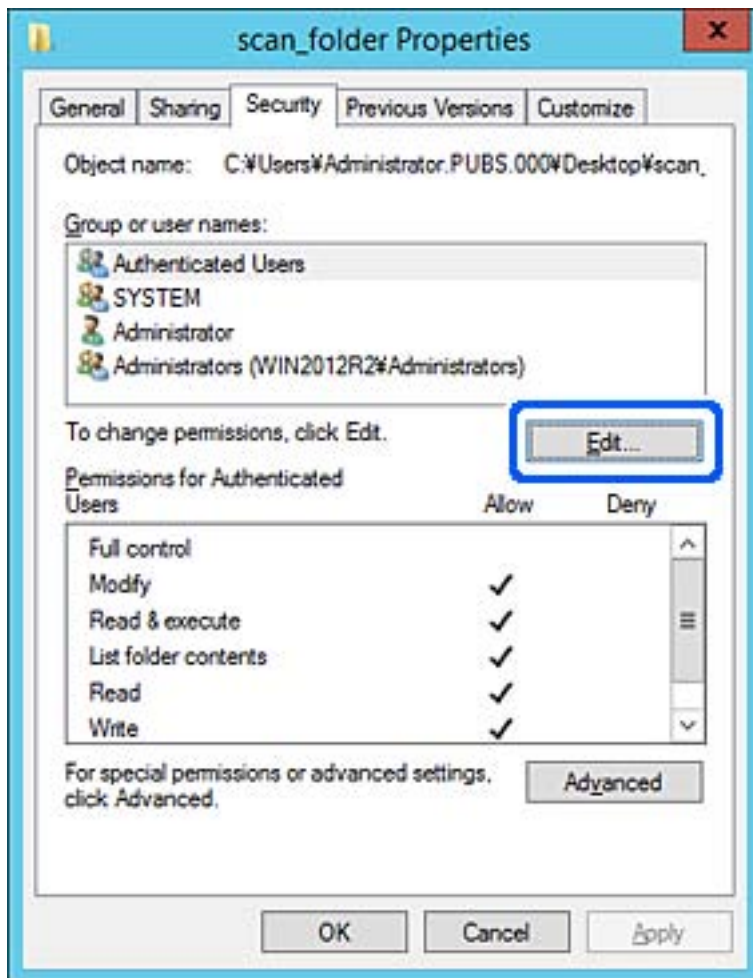 scan_folder Properties
x
General Sharing Security Previous Versions Customize
Object name: C:¥Users¥Administrator.PUBS.000¥Desktop¥scan_
Group or user names:
Authenticated Users
SYSTEM
Administrator
Administrators (WIN2012R2¥Administrators)
To change permissions, click Edit.
Edit...
Permissions for Authenticated
Users Allow Deny
Full control
Modify
Read & execute
List folder contents
Read
Write
For special permissions or advanced settings,
click Advanced.
Advanced
OK Cancel Apply